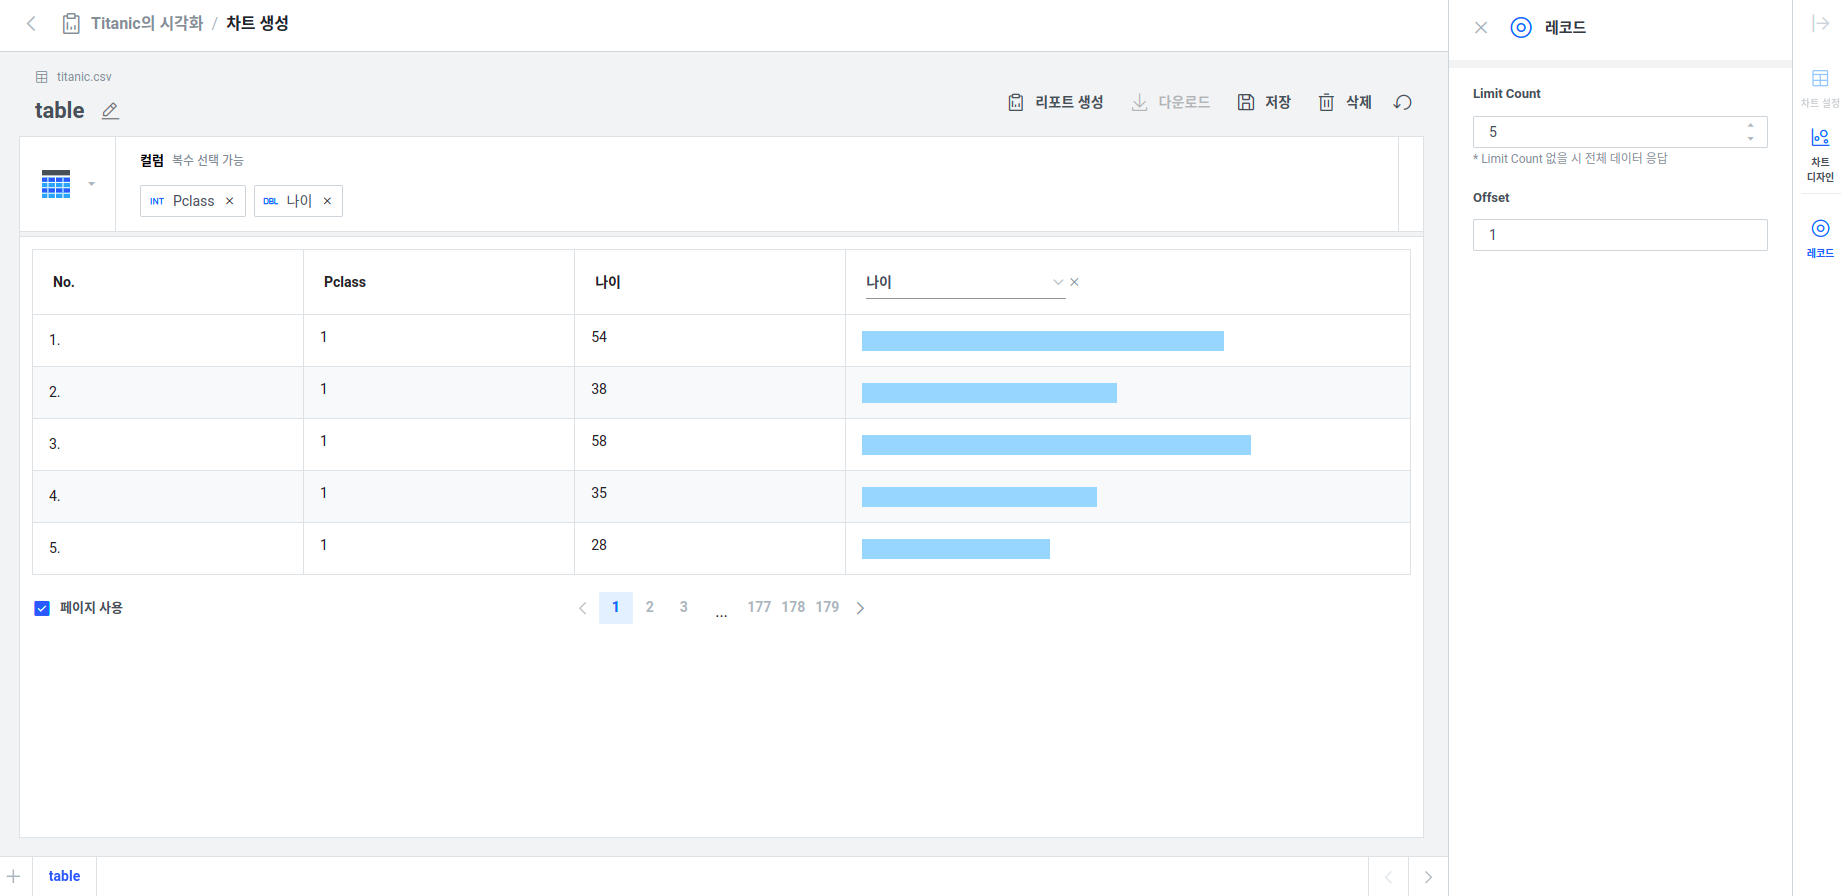 Titanic의 시각화 / 차트 생성
titanic.csv
table
리포트 생성 다운로드 저장 삭제
컬럼 복수 선택 가능
INT Pclass × DBL 나이 ×
No. Pclass 나이 나이
1. 1 54
2. 1 38
3. 1 58
4. 1 35
5. 1 28
페이지 사용
1 2 3 ... 177 178 179
table
레코드
Limit Count
5
* Limit Count 없을 시 전체 데이터 응답
Offset
1
차트 설정
차트
디자인
레코드